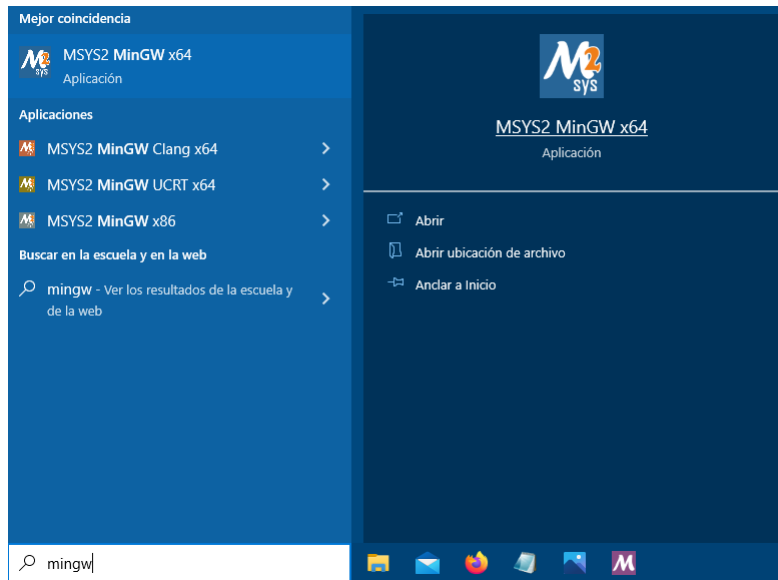 Mejor coincidencia
MSYS2 MinGW x64
Aplicación
Aplicaciones
MSYS2 MinGW Clang x64
MSYS2 MinGW UCRT x64
MSYS2 MinGW x86
Buscar en la escuela y en la web
mingw - Ver los resultados de la escuela y
de la web
mingw
M2
sys
MSYS2 MinGW x64
Aplicación
Abrir
Abrir ubicación de archivo
Anclar a Inicio